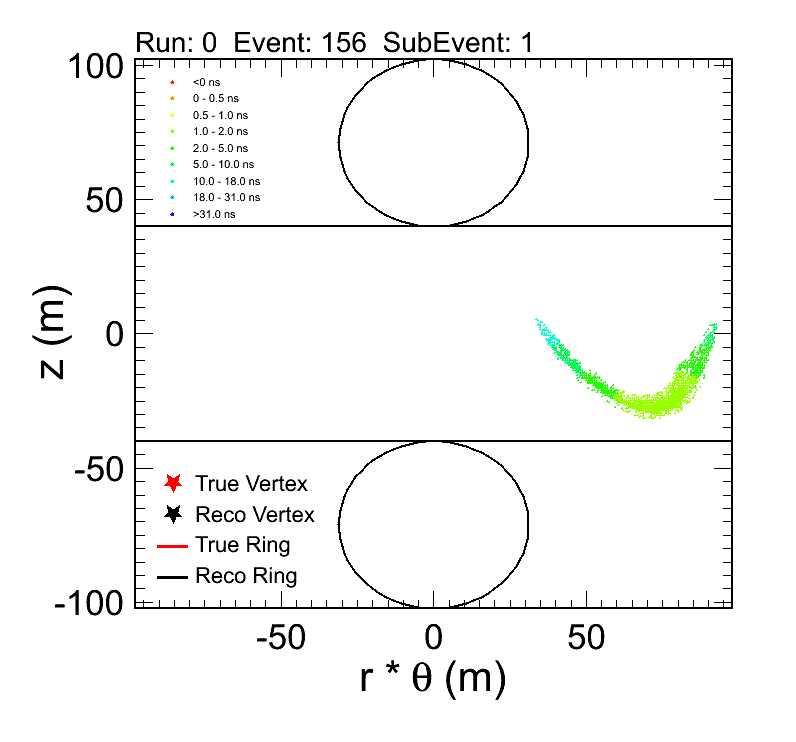 Run: 0  Event: 156  SubEvent: 1
100
50
0
-50
-100
z (m)
<0 ns
0 - 0.5 ns
0.5 - 1.0 ns
1.0 - 2.0 ns
2.0 - 5.0 ns
5.0 - 10.0 ns
10.0 - 18.0 ns
18.0 - 31.0 ns
>31.0 ns
True Vertex
Reco Vertex
True Ring
Reco Ring
-50 0 50
r * θ (m)